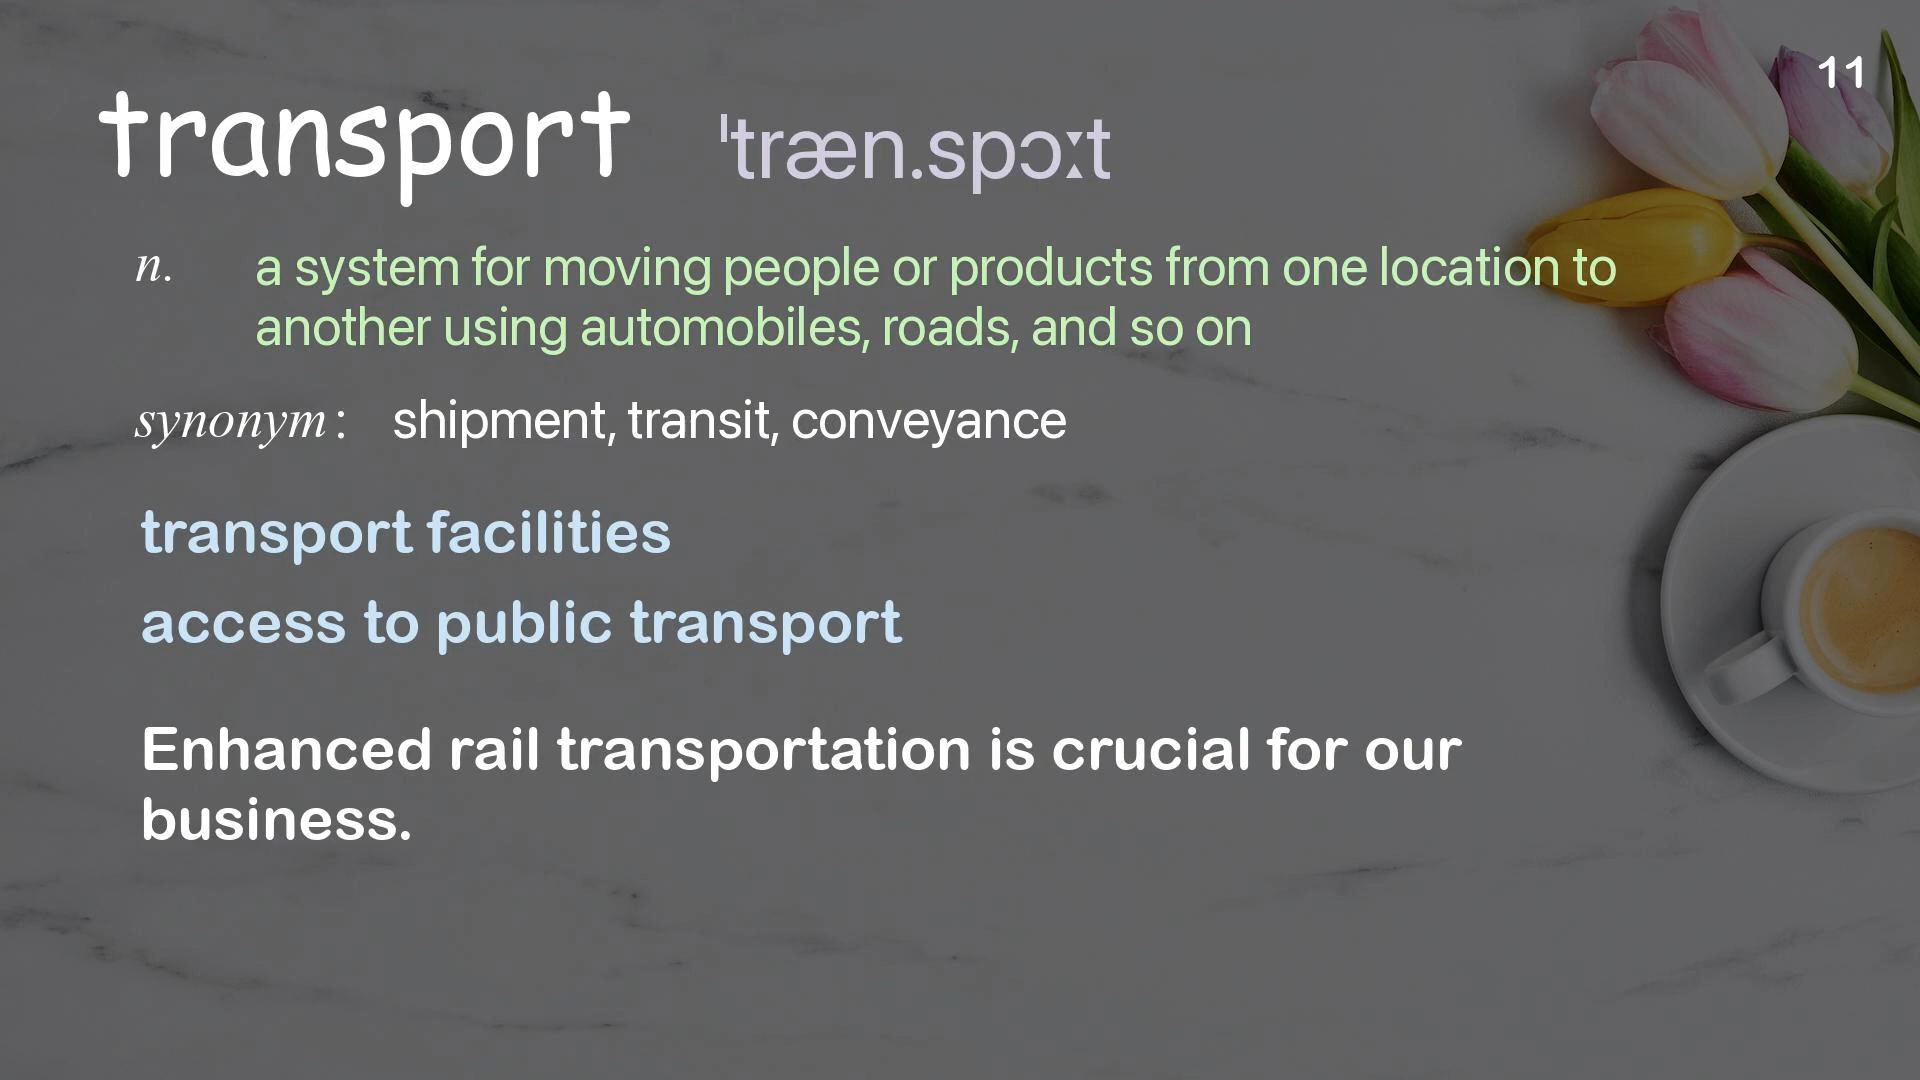 11
transport ˈtræn.spɔːt
n. a system for moving people or products from one location to
another using automobiles, roads, and so on
synonym: shipment, transit, conveyance
transport facilities
access to public transport
Enhanced rail transportation is crucial for our
business.